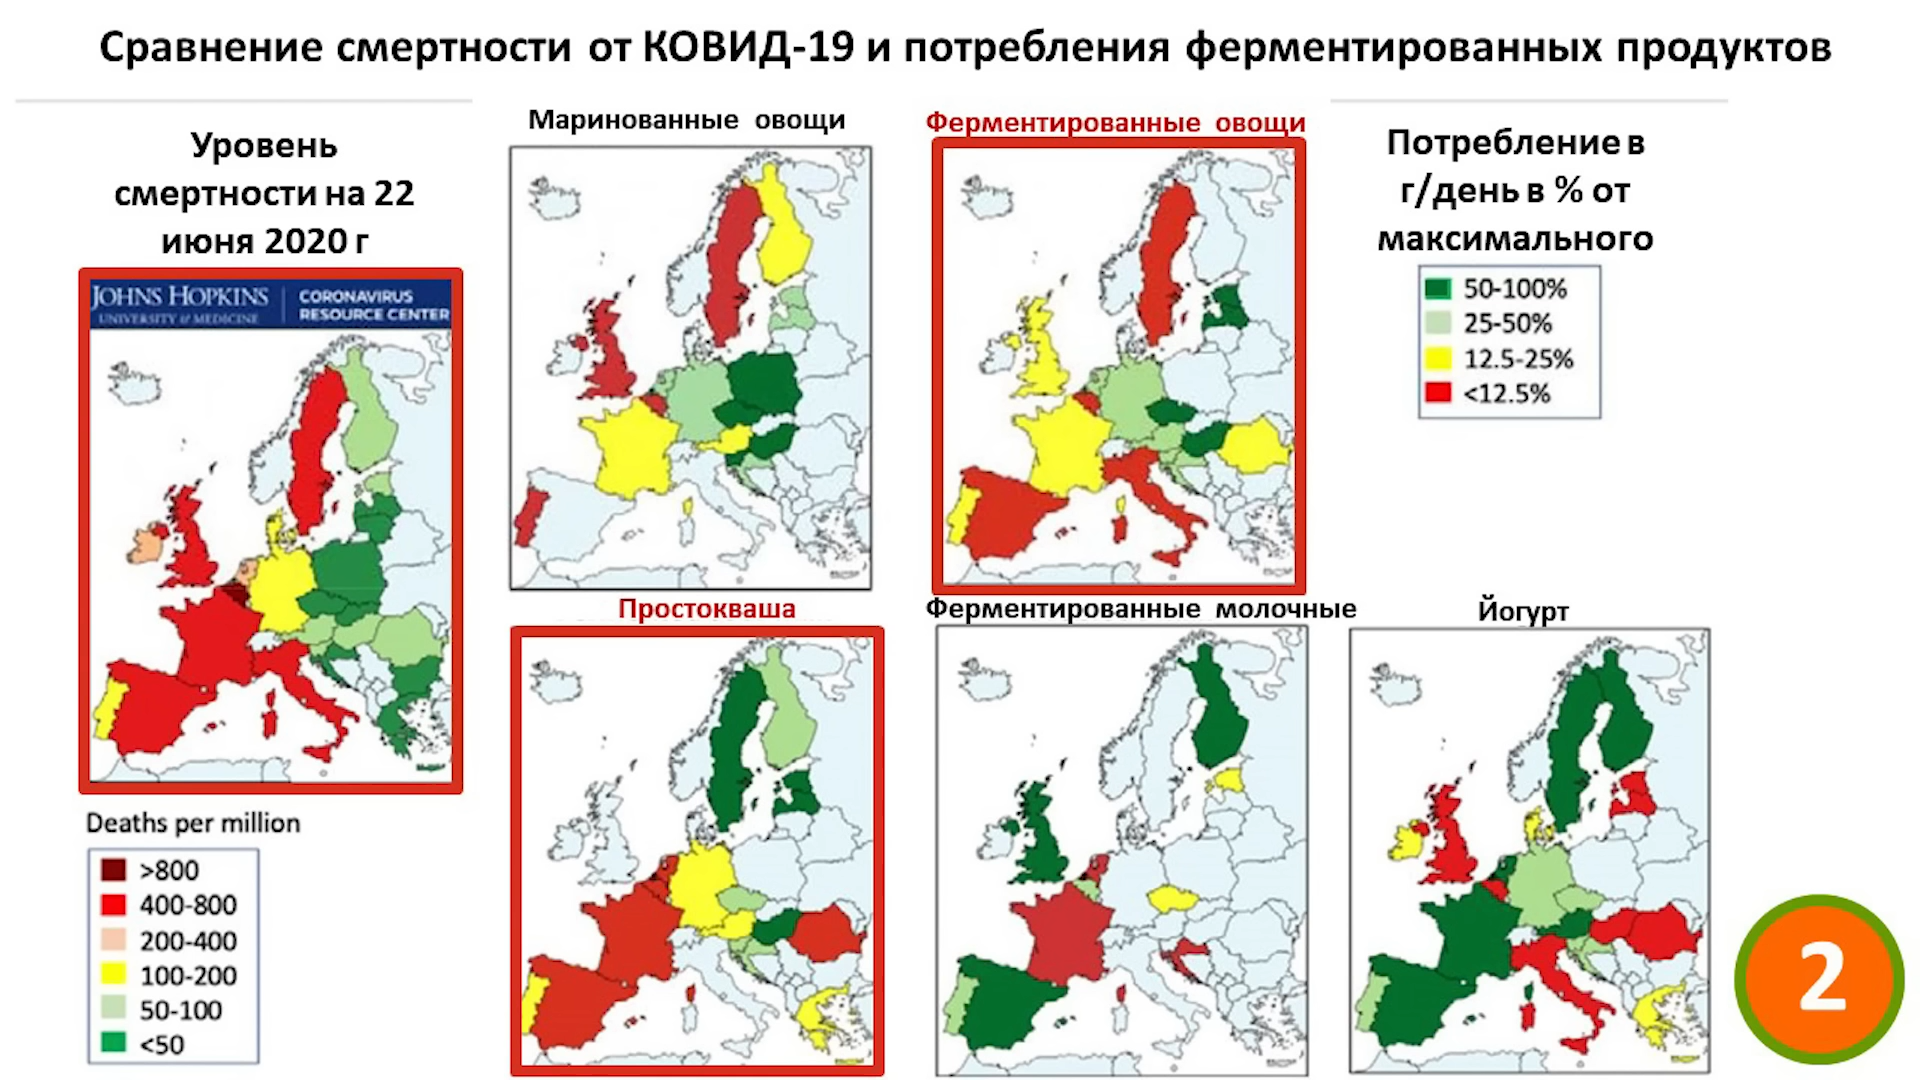 Сравнение смертности от КОВИД-19 и потребления ферментированных продуктов
Уровень
смертности на 22
июня 2020 г
JOHNS HOPKINS
UNIVERSITY & MEDICINE
CORONAVIRUS
RESOURCE CENTER
Deaths per million
>800
400-800
200-400
100-200
50-100
<50
Маринованные овощи
Ферментированные овощи
Потребление в
г/день в % от
максимального
50-100%
25-50%
12.5-25%
<12.5%
Простокваша
Ферментированные молочные
Йогурт
2